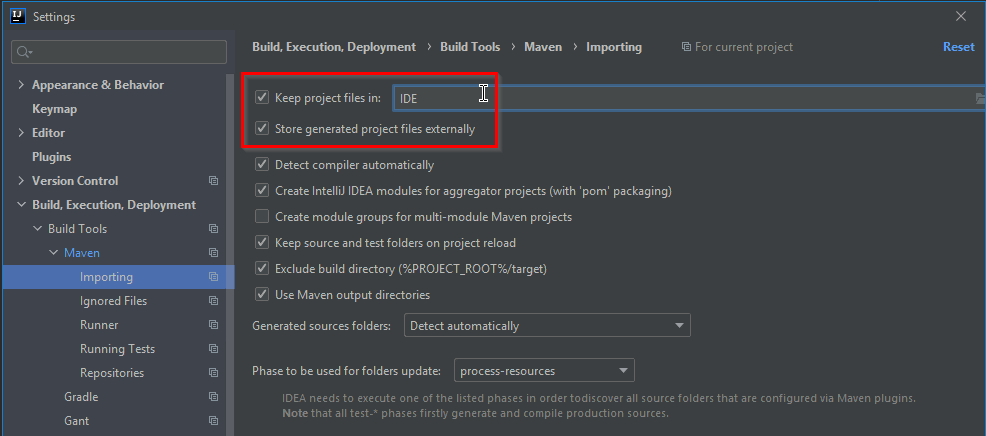 IJ Settings
Build, Execution, Deployment › Build Tools › Maven › Importing For current project Reset
Appearance & Behavior
Keymap
Editor
Plugins
Version Control
Build, Execution, Deployment
Build Tools
Maven
Importing
Ignored Files
Runner
Running Tests
Repositories
Gradle
Gant
Keep project files in: IDE
Store generated project files externally
Detect compiler automatically
Create IntelliJ IDEA modules for aggregator projects (with 'pom' packaging)
Create module groups for multi-module Maven projects
Keep source and test folders on project reload
Exclude build directory (%PROJECT_ROOT%/target)
Use Maven output directories
Generated sources folders: Detect automatically
Phase to be used for folders update: process-resources
IDEA needs to execute one of the listed phases in order todiscover all source folders that are configured via Maven plugins.
Note that all test-* phases firstly generate and compile production sources.